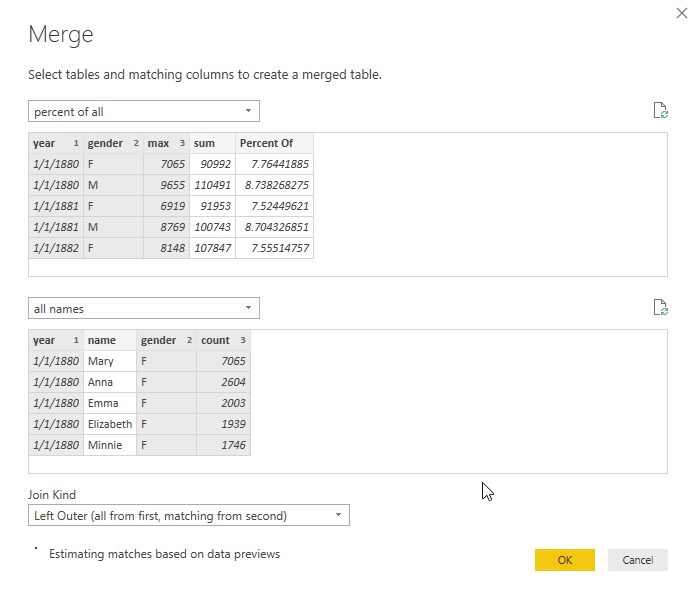 Merge
Select tables and matching columns to create a merged table.
percent of all
year 1 gender 2 max 3 sum Percent Of
1/1/1880 F 7065 90992 7.76441885
1/1/1880 M 9655 110491 8.738268275
1/1/1881 F 6919 91953 7.52449621
1/1/1881 M 8769 100743 8.704326851
1/1/1882 F 8148 107847 7.55514757
all names
year 1 name gender 2 count 3
1/1/1880 Mary F 7065
1/1/1880 Anna F 2604
1/1/1880 Emma F 2003
1/1/1880 Elizabeth F 1939
1/1/1880 Minnie F 1746
Join Kind
Left Outer (all from first, matching from second)
Estimating matches based on data previews
OK Cancel